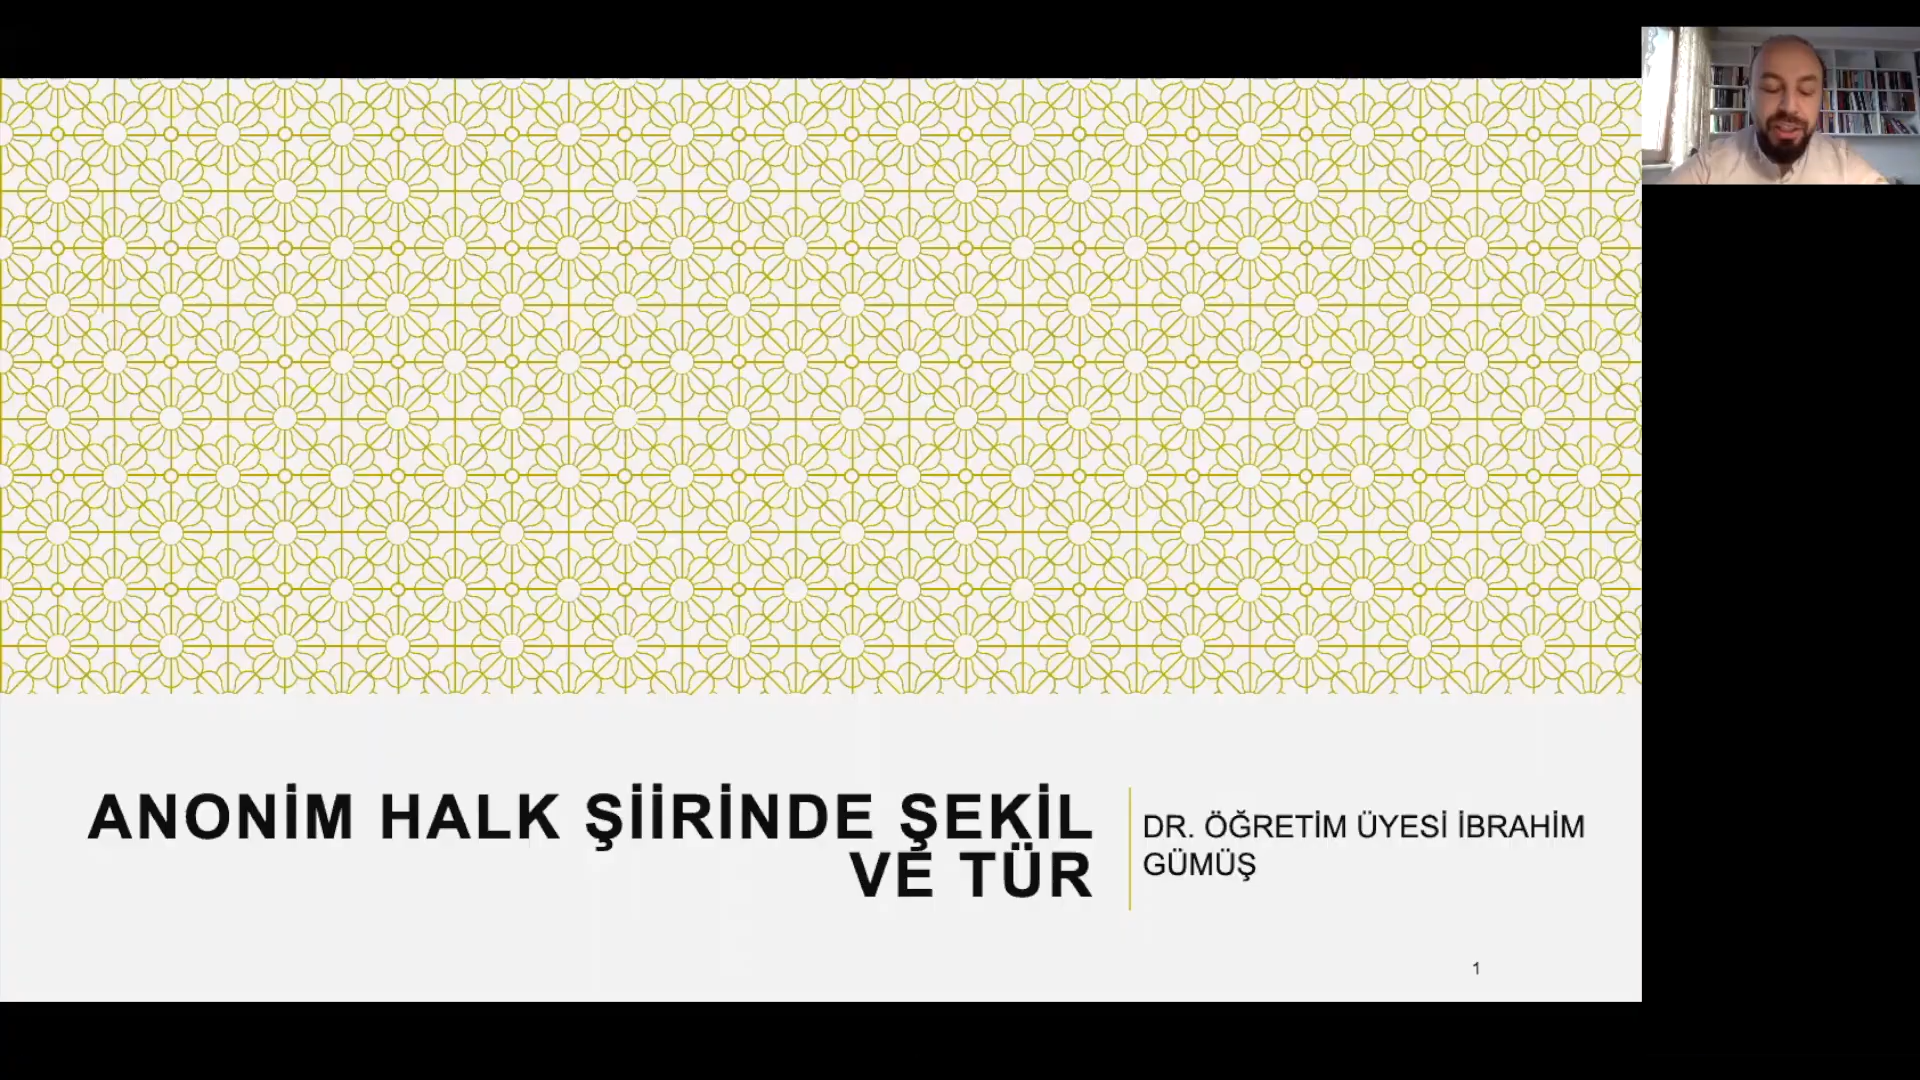 ANONİM HALK ŞİİRİNDE ŞEKİL
VE TÜR
DR. ÖĞRETİM ÜYESİ İBRAHİM
GÜMÜŞ
1